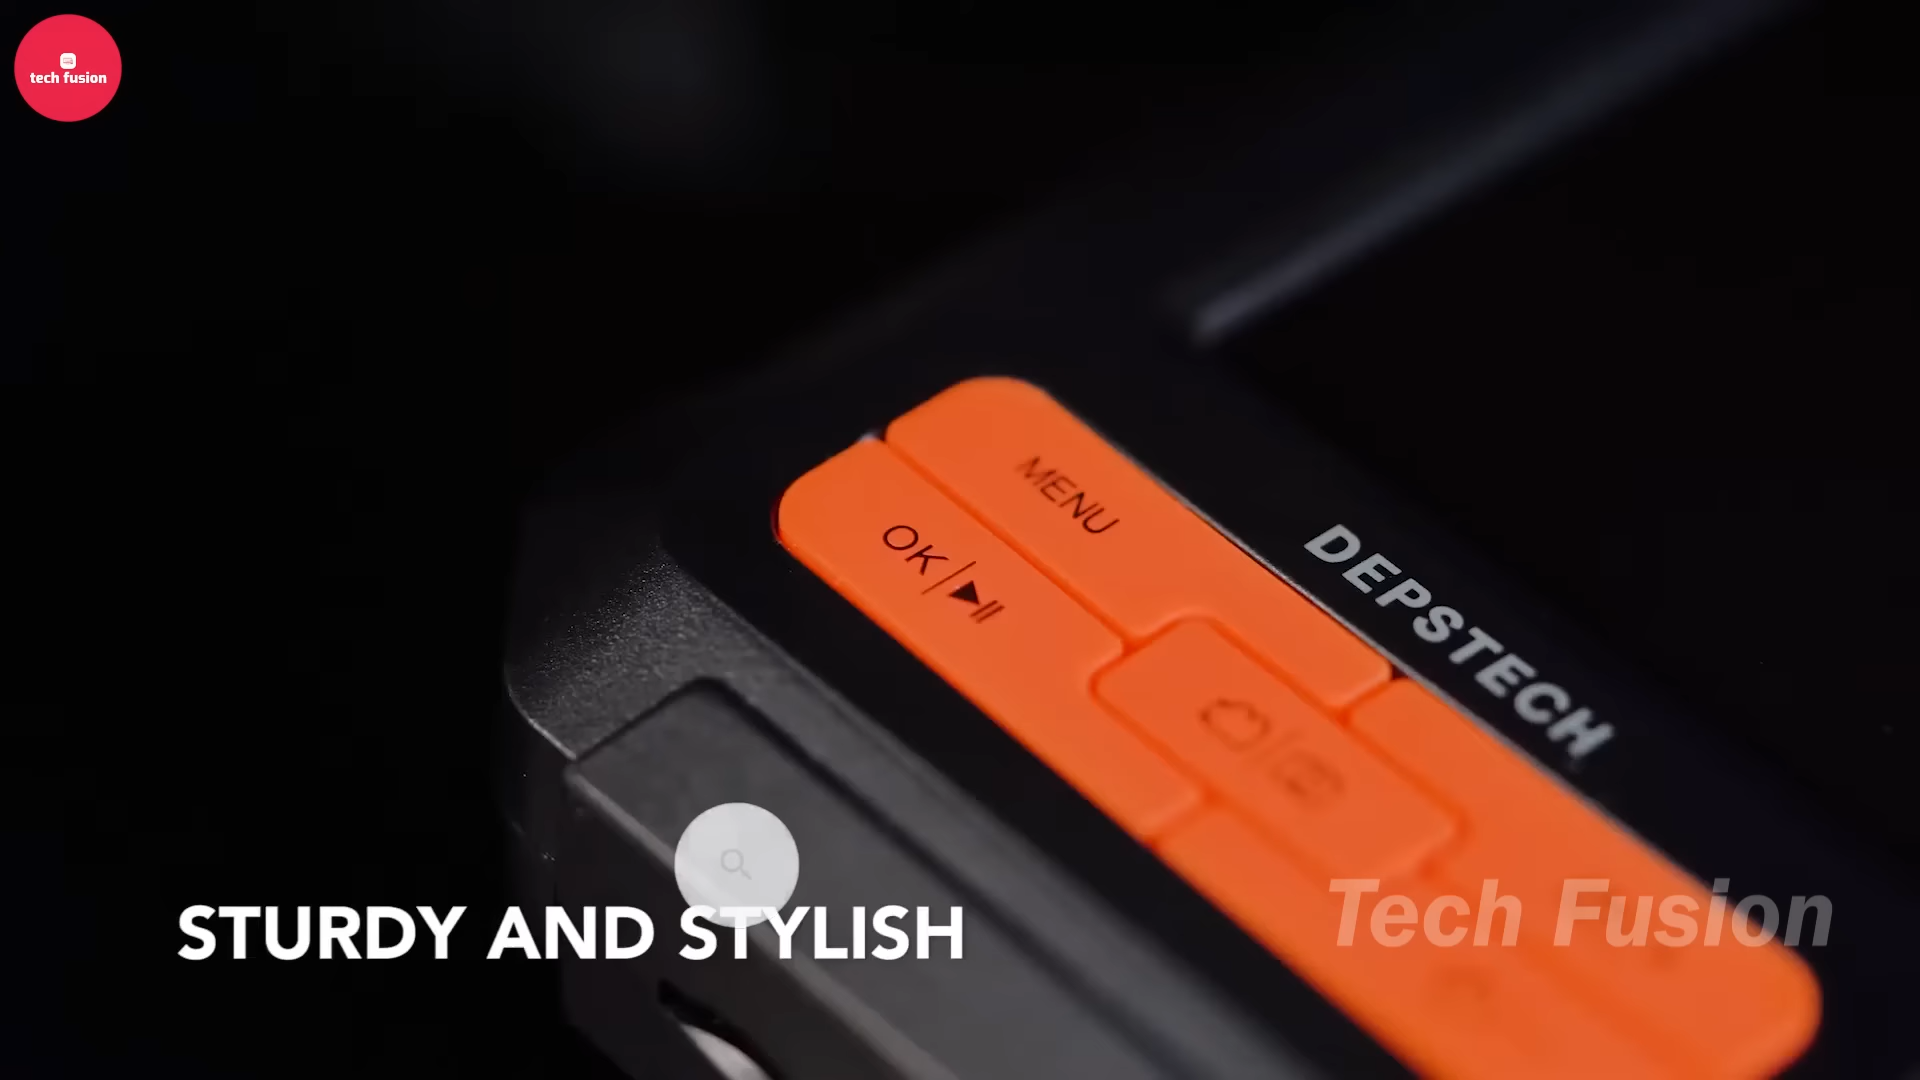 tech fusion
MENU
OK
DEPSTECH
STURDY AND STYLISH
Tech Fusion